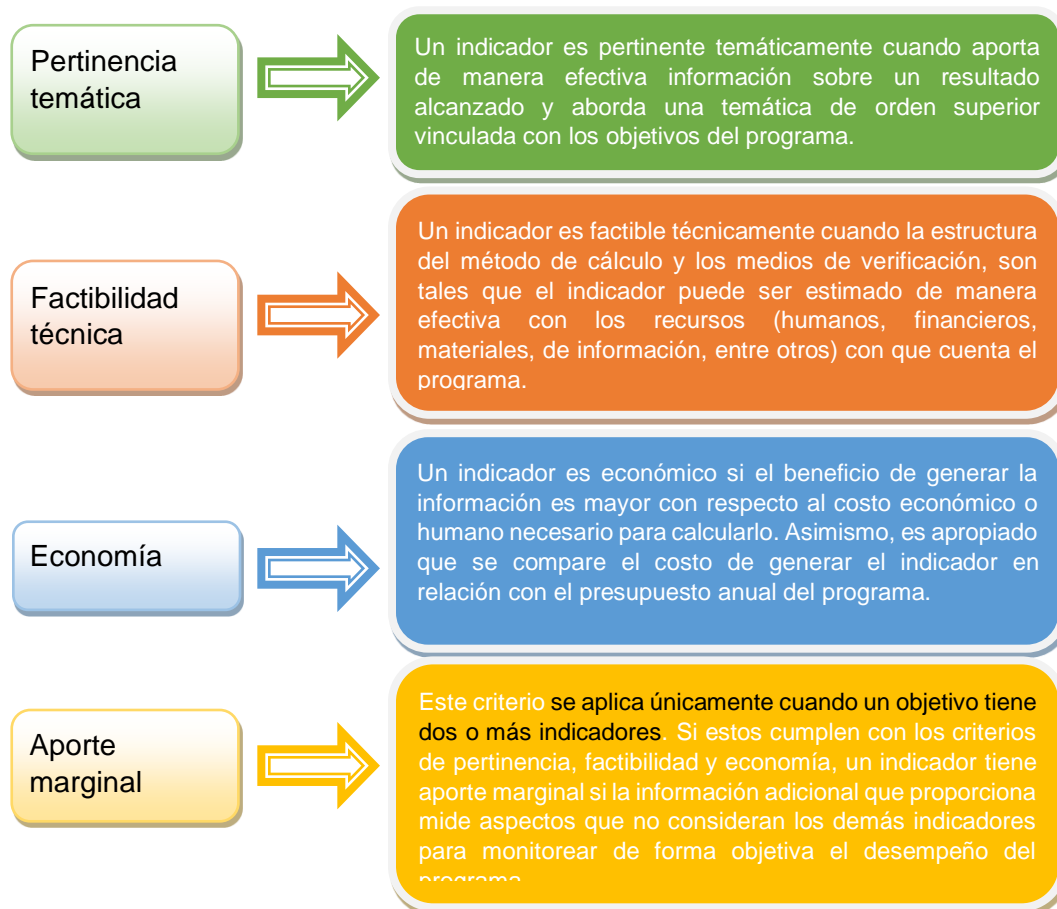 Pertinencia
temática
Un indicador es pertinente temáticamente cuando aporta
de manera efectiva información sobre un resultado
alcanzado y aborda una temática de orden superior
vinculada con los objetivos del programa.
Factibilidad
técnica
Un indicador es factible técnicamente cuando la estructura
del método de cálculo y los medios de verificación, son
tales que el indicador puede ser estimado de manera
efectiva con los recursos (humanos, financieros,
materiales, de información, entre otros) con que cuenta el
programa.
Economía
Un indicador es económico si el beneficio de generar la
información es mayor con respecto al costo económico o
humano necesario para calcularlo. Asimismo, es apropiado
que se compare el costo de generar el indicador en
relación con el presupuesto anual del programa.
Aporte
marginal
Este criterio se aplica únicamente cuando un objetivo tiene
dos o más indicadores. Si estos cumplen con los criterios
de pertinencia, factibilidad y economía, un indicador tiene
aporte marginal si la información adicional que proporciona
mide aspectos que no consideran los demás indicadores
para monitorear de forma objetiva el desempeño del
programa